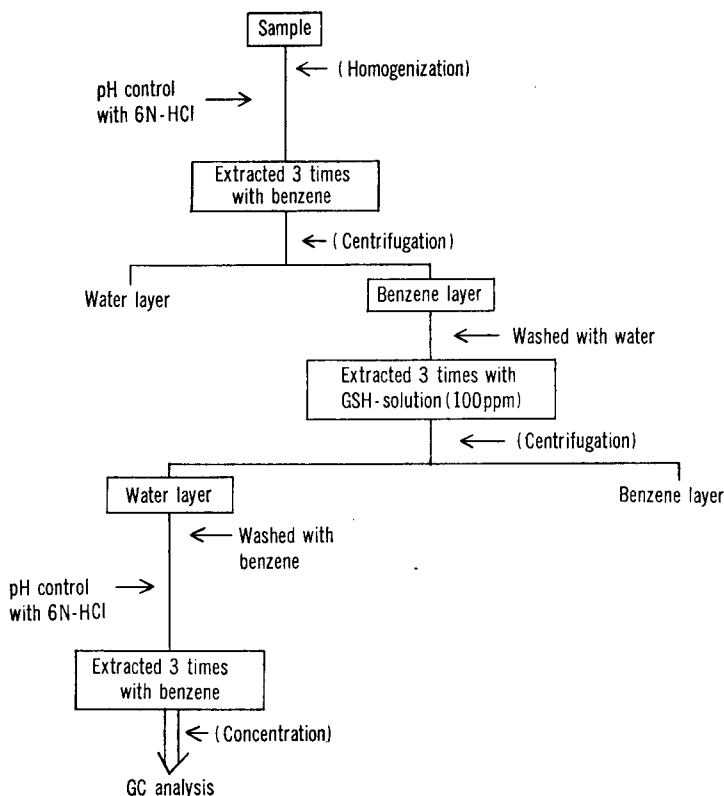 Sample
(Homogenization)
pH control
with 6N-HCl
Extracted 3 times
with benzene
(Centrifugation)
Water layer
Benzene layer
Washed with water
Extracted 3 times with
GSH-solution (100ppm)
(Centrifugation)
Water layer
Benzene layer
Washed with
benzene
pH control
with 6N-HCl
Extracted 3 times
with benzene
(Concentration)
GC analysis